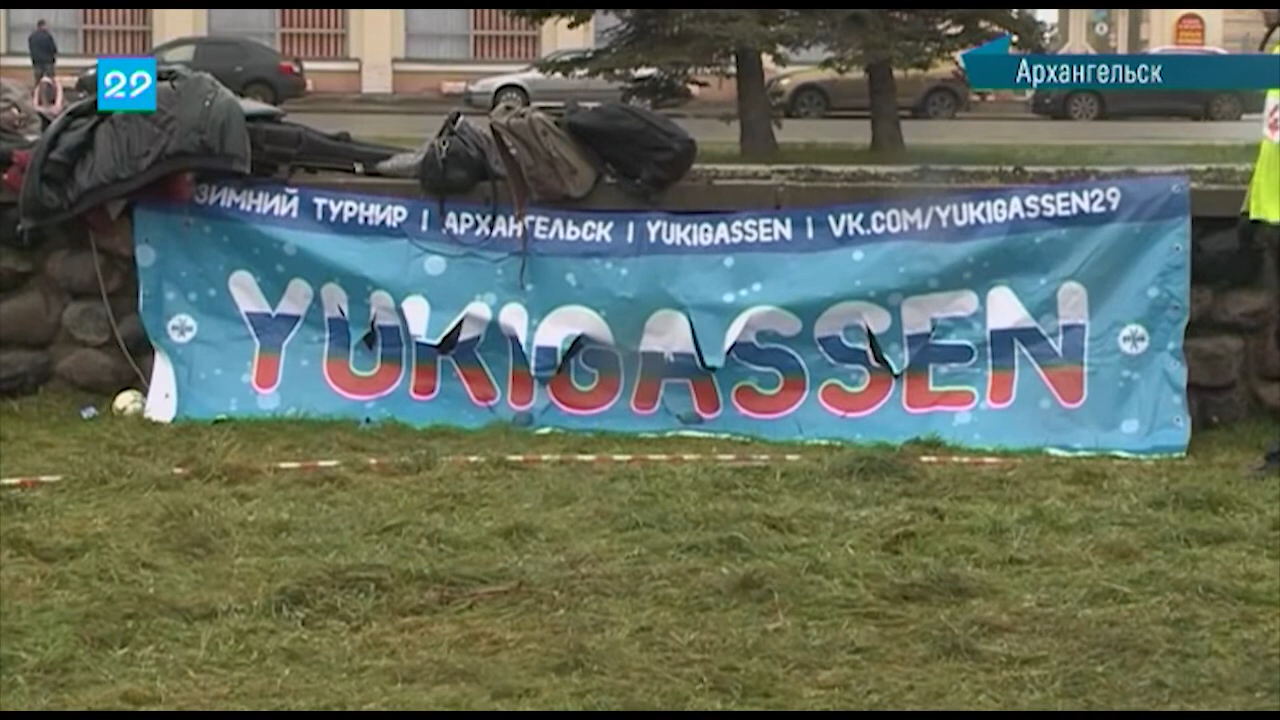 29
Архангельск
ЗИМНИЙ ТУРНИР | АРХАНГЕЛЬСК | YUKIGASSEN | VK.COM/YUKIGASSEN29
YUKIGASSEN